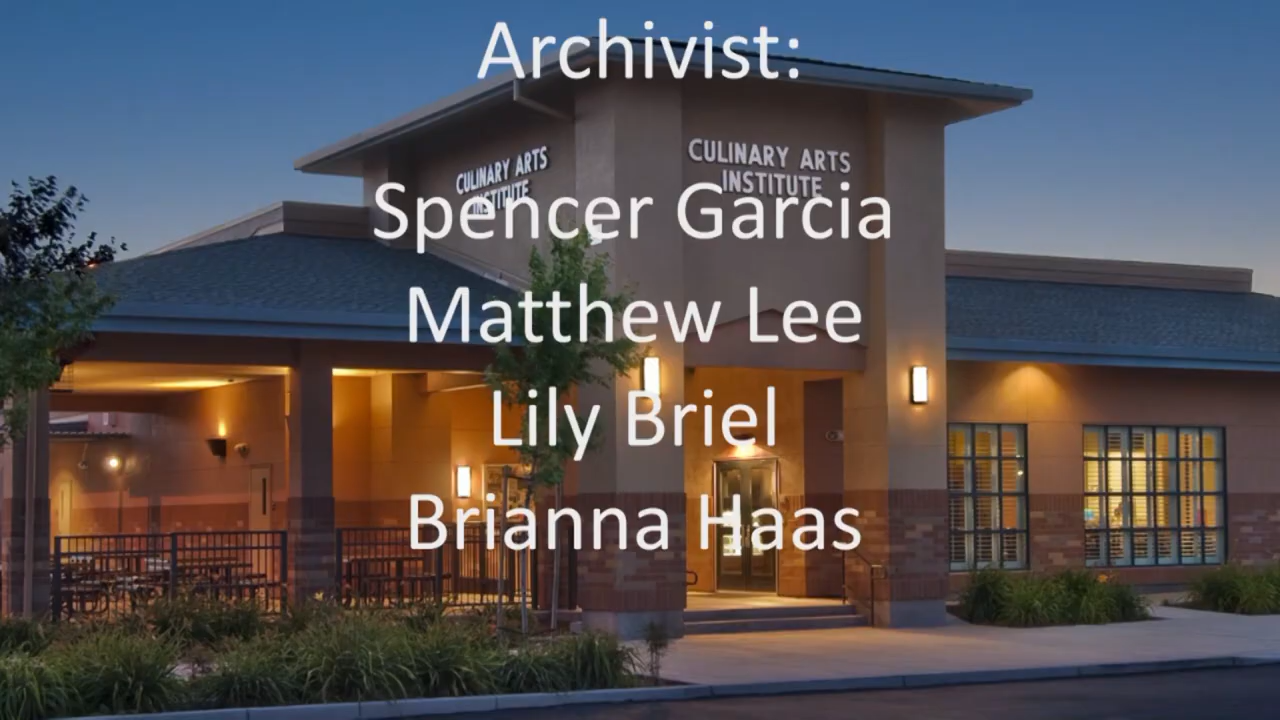 Archivist:
CULINARY ARTS
INSTITUTE
CULINARY ARTS
INSTITUTE
Spencer Garcia
Matthew Lee
Lily Briel
Brianna Haas